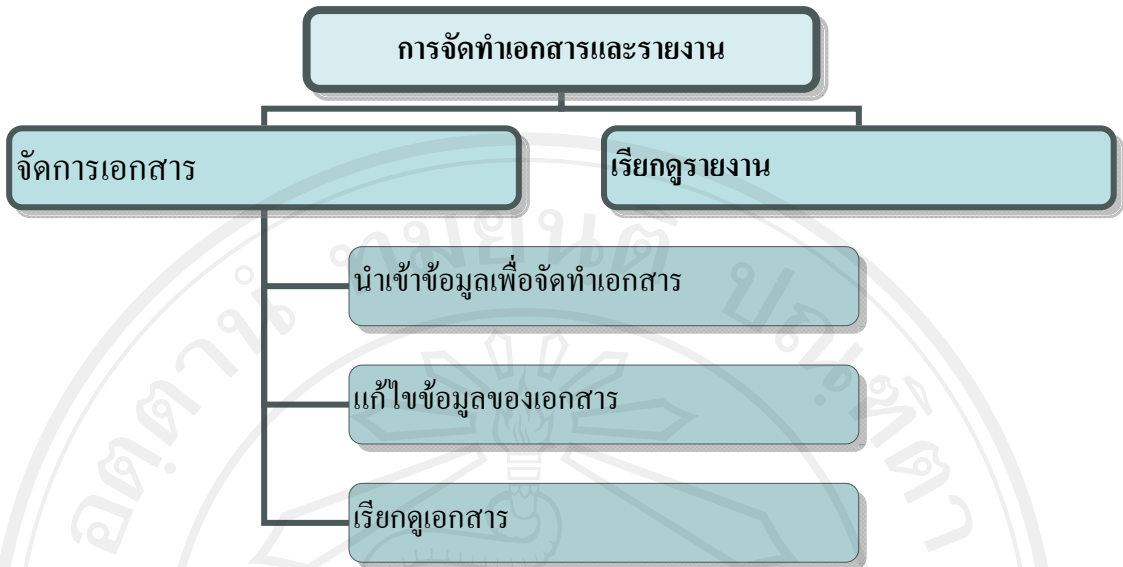 การจัดทำเอกสารและรายงาน
จัดการเอกสาร
เรียกดูรายงาน
นำเข้าข้อมูลเพื่อจัดทำเอกสาร
แก้ไขข้อมูลของเอกสาร
เรียกดูเอกสาร